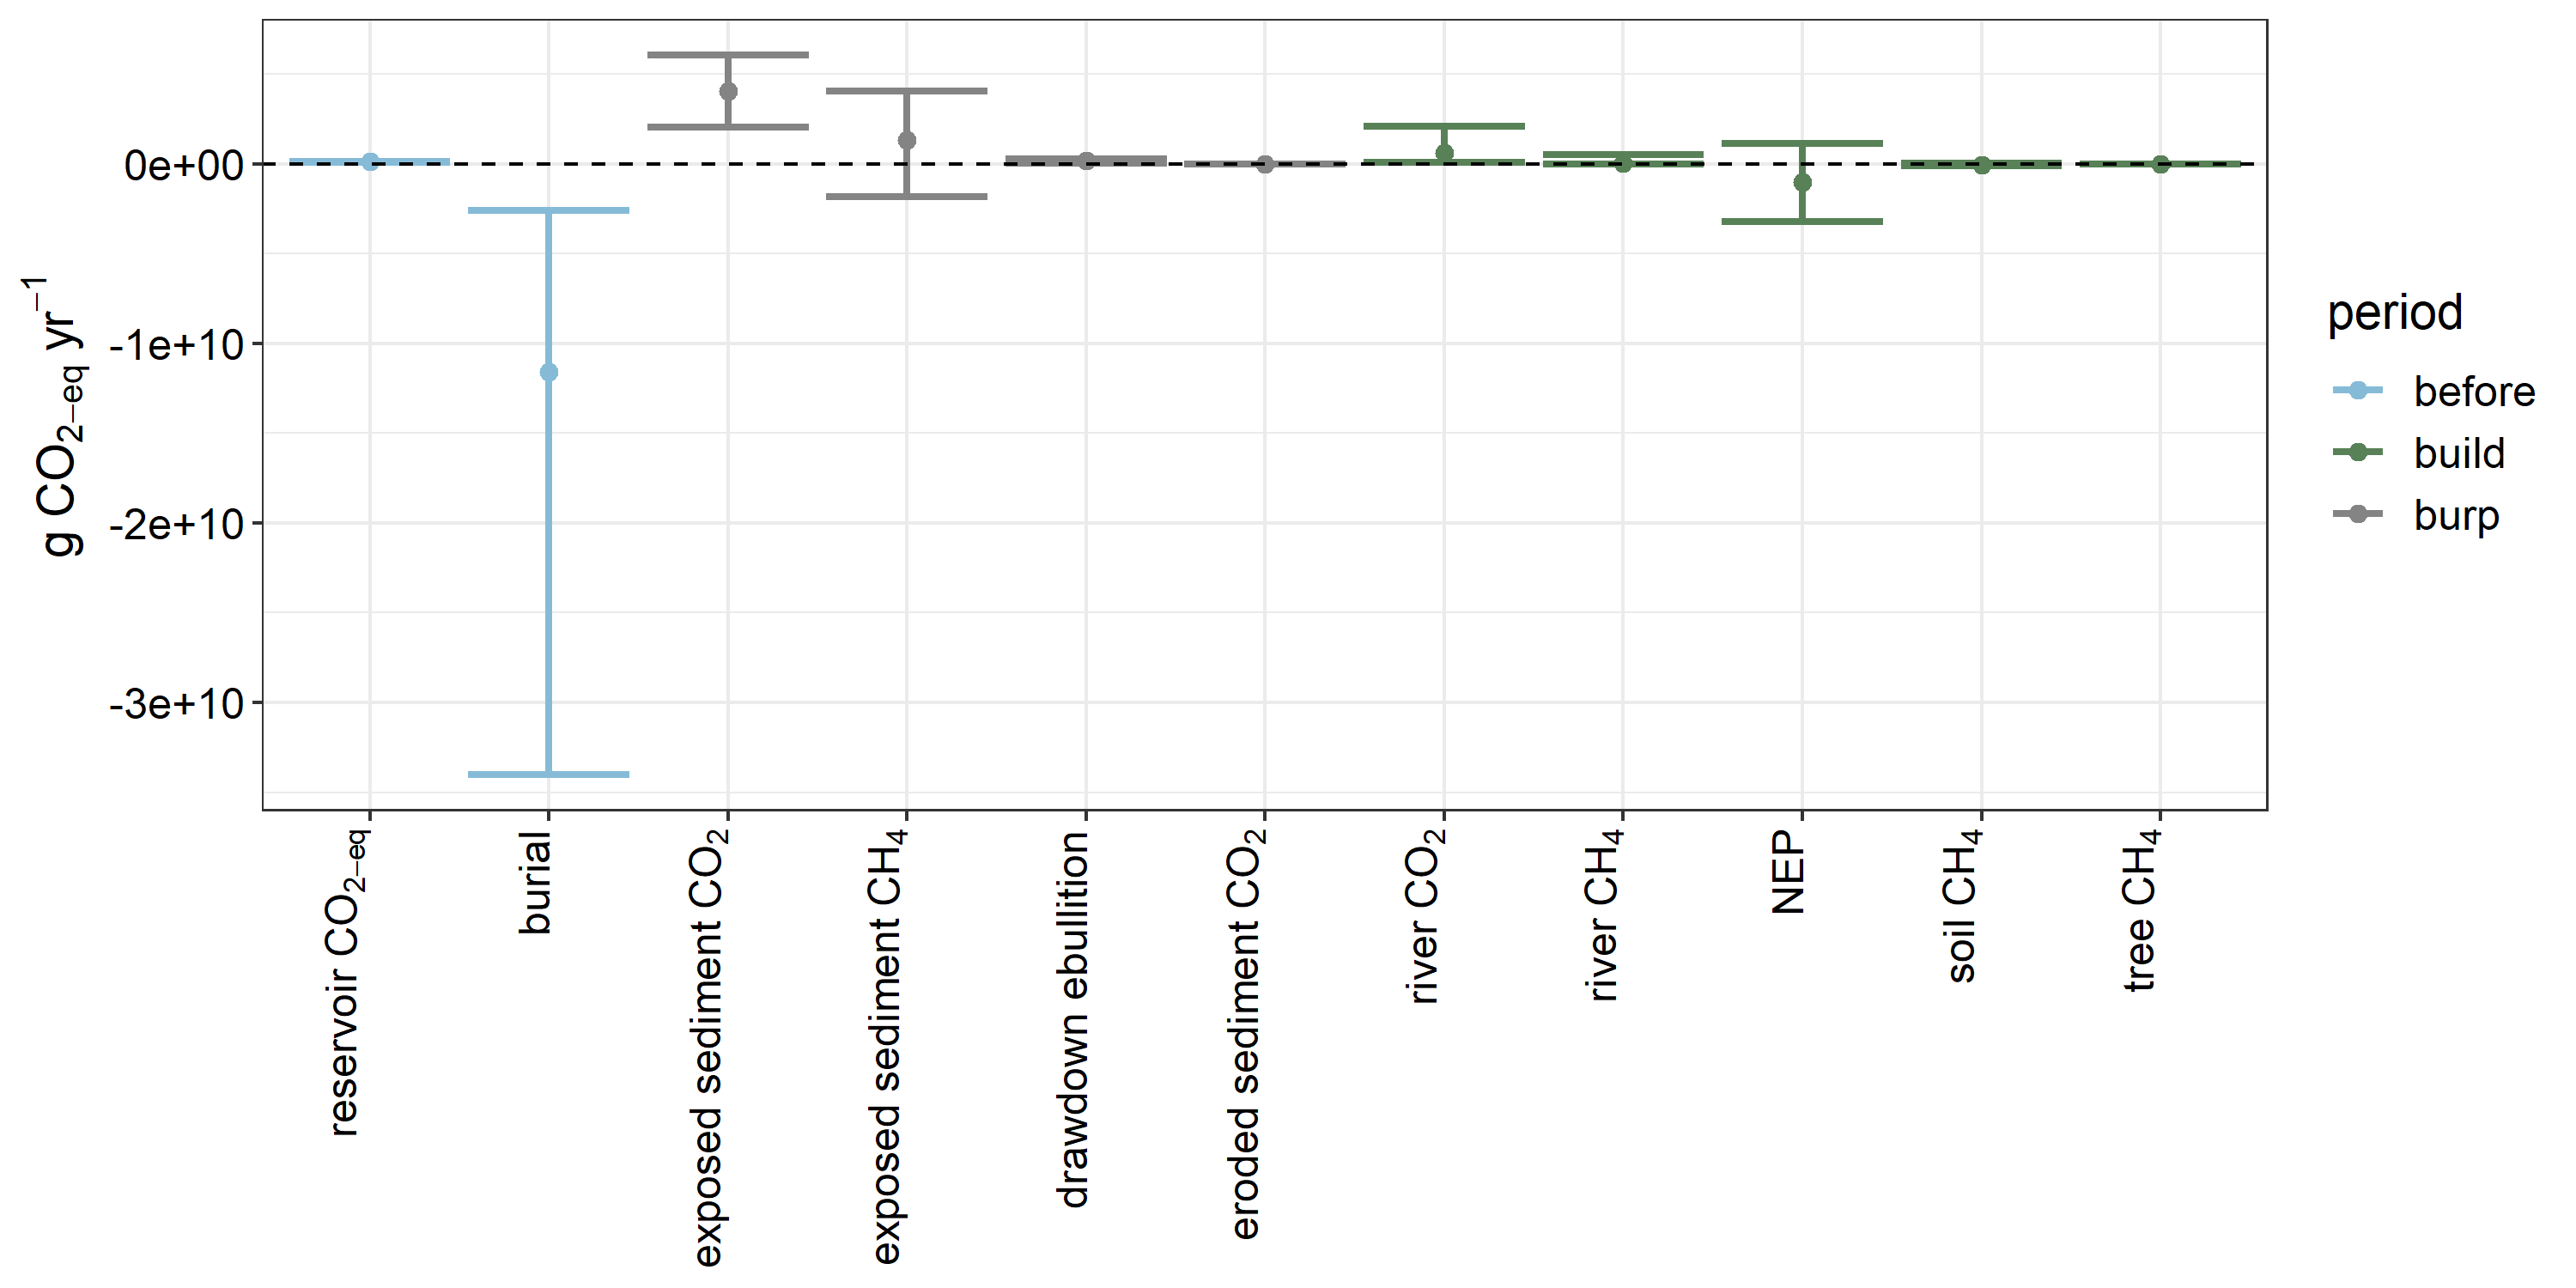 g CO₂₋eq yr⁻¹
0e+00
-1e+10
-2e+10
-3e+10
reservoir CO₂₋eq
burial
exposed sediment CO₂
exposed sediment CH₄
drawdown ebullition
eroded sediment CO₂
river CO₂
river CH₄
NEP
soil CH₄
tree CH₄
period
before
build
burp